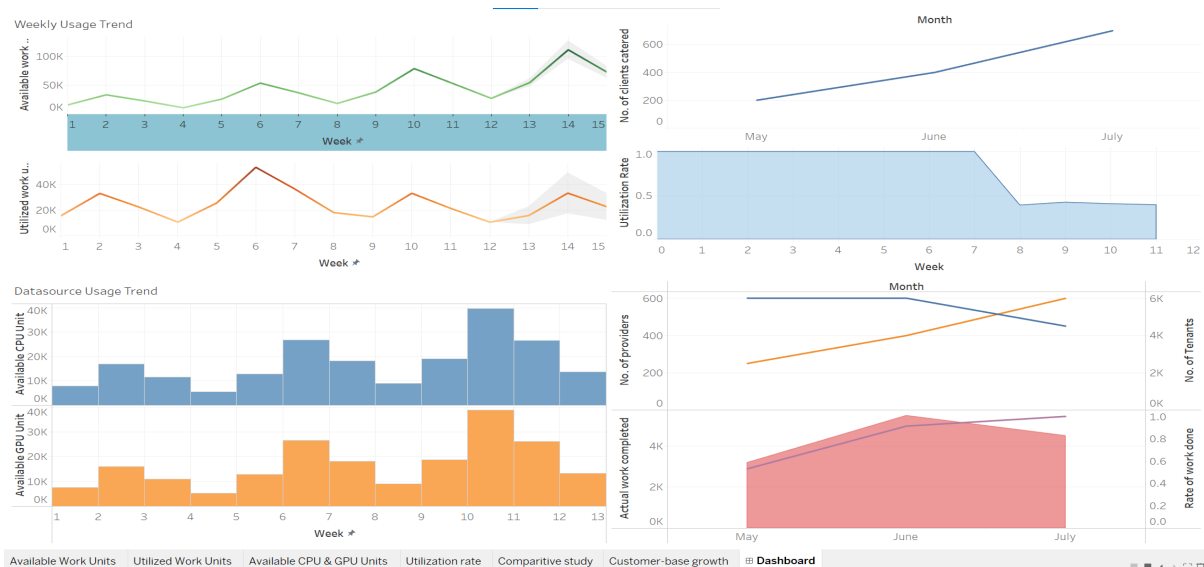 Weekly Usage Trend
Available work ..
100K
50K
0K
1 2 3 4 5 6 7 8 9 10 11 12 13 14 15
Week
Utilized work u..
40K
20K
0K
1 2 3 4 5 6 7 8 9 10 11 12 13 14 15
Week
Month
No. of clients catered
600
400
200
0
May June July
Utilization Rate
1.0
0.5
0.0
0 1 2 3 4 5 6 7 8 9 10 11 12
Week
Datasource Usage Trend
Available CPU Unit
40K
30K
10K
0K
Available GPU Unit
40K
30K
10K
0K
1 2 3 4 5 6 7 8 9 10 11 12 13
Week
Month
No. of providers
600
400
200
0
6K
4K
2K
0K
No. of Tenants
Actual work completed
4K
2K
0K
1.0
0.8
0.6
0.4
0.2
0.0
Rate of work done
May June July
Available Work Units Utilized Work Units Available CPU & GPU Units Utilization rate Comparitive study Customer-base growth Dashboard